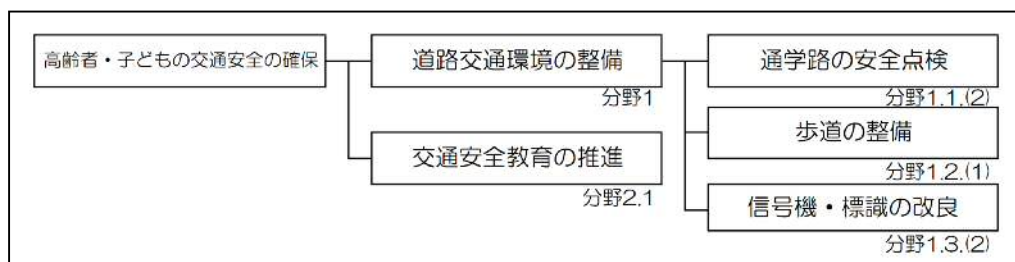 高齢者・子どもの交通安全の確保
道路交通環境の整備
分野1
交通安全教育の推進
分野2.1
通学路の安全点検
分野1.1.(2)
歩道の整備
分野1.2.(1)
信号機・標識の改良
分野1.3.(2)